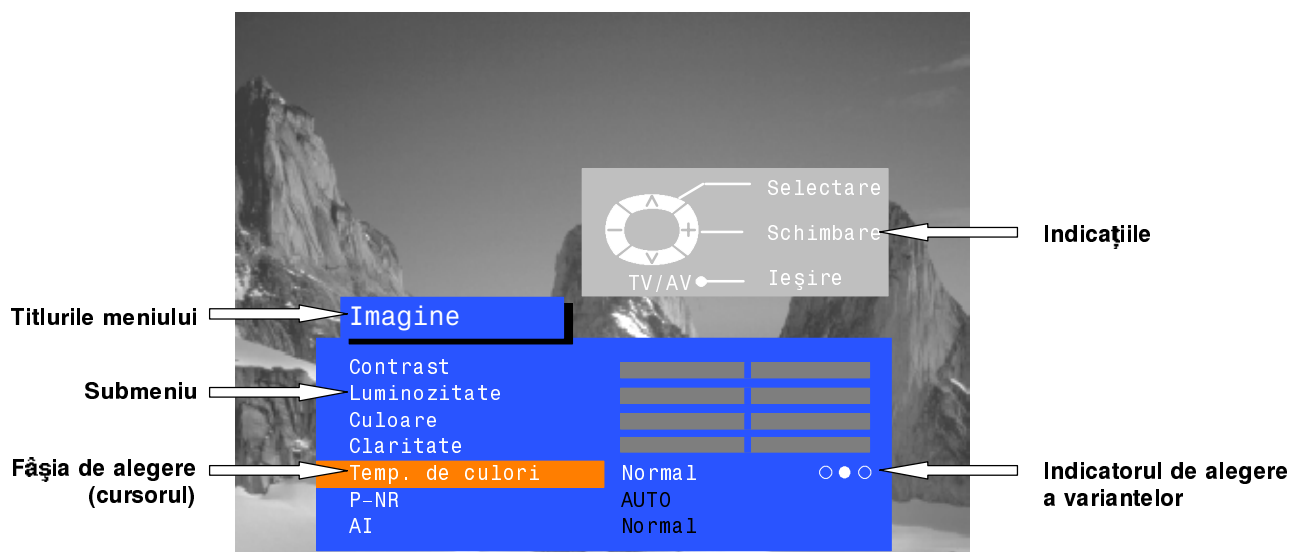 Selectare
Schimbare
TV/AV Ieşire
Indicaţiile
Titlurile meniului
Imagine
Submeniu
Contrast
Luminozitate
Culoare
Claritate
Fâşia de alegere
(cursorul)
Temp. de culori Normal
P-NR AUTO
AI Normal
Indicatorul de alegere
a variantelor